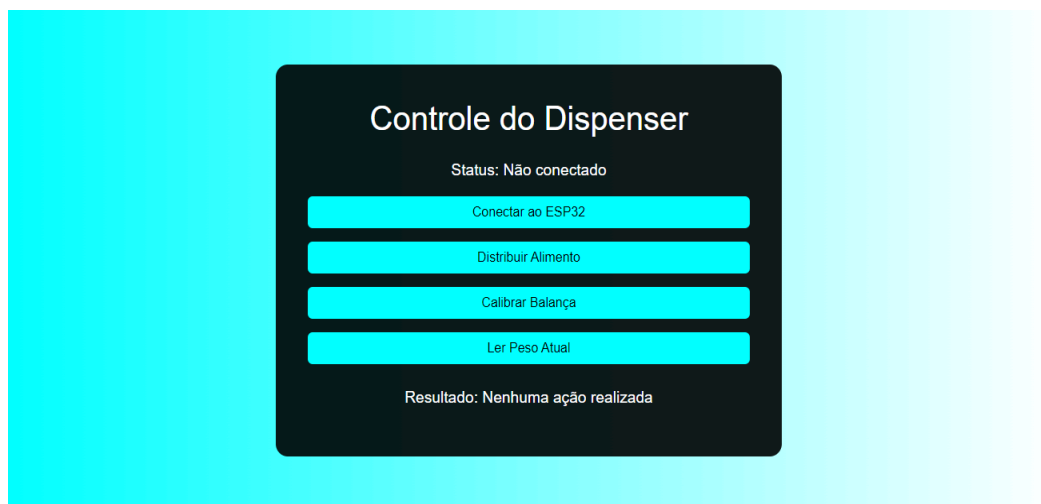 Controle do Dispenser
Status: Não conectado
Conectar ao ESP32
Distribuir Alimento
Calibrar Balança
Ler Peso Atual
Resultado: Nenhuma ação realizada